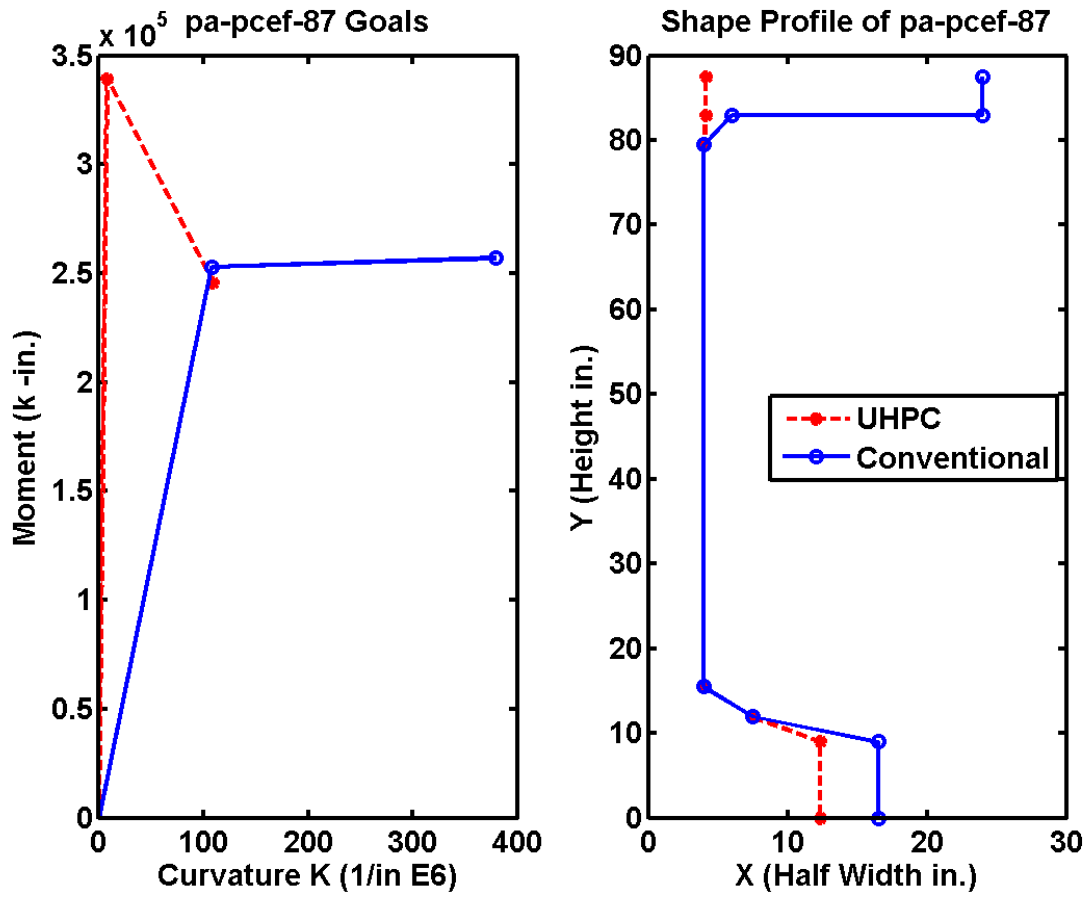 pa-pcef-87 Goals
x 10^5
3.5
3
2.5
2
1.5
1
0.5
0
Moment (k -in.)
0 100 200 300 400
Curvature K (1/in E6)
Shape Profile of pa-pcef-87
90
80
70
60
50
40
30
20
10
0
Y (Height in.)
UHPC
Conventional
0 10 20 30
X (Half Width in.)